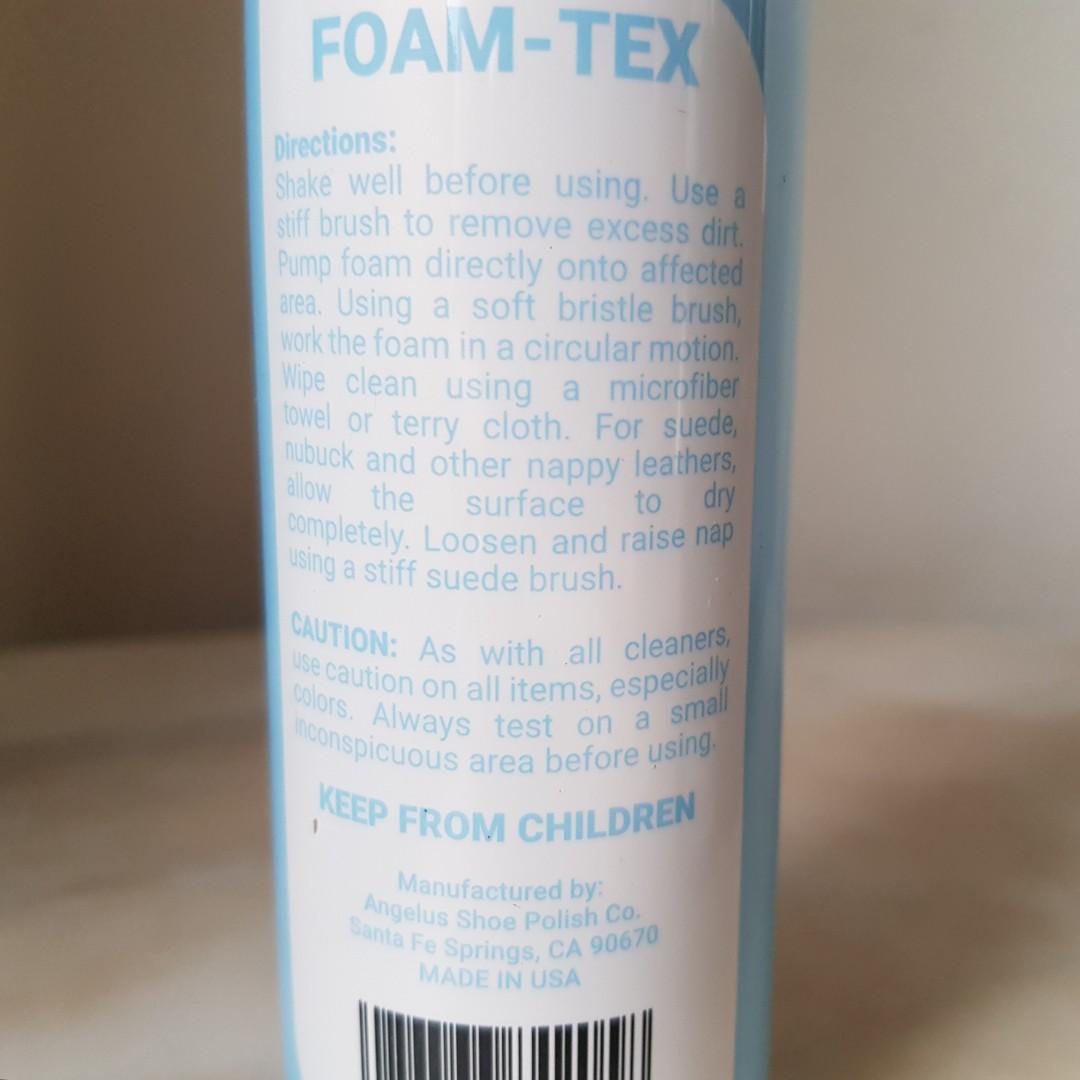 FOAM-TEX
Directions:
Shake well before using. Use a
stiff brush to remove excess dirt.
Pump foam directly onto affected
area. Using a soft bristle brush,
work the foam in a circular motion.
Wipe clean using a microfiber
towel or terry cloth. For suede,
nubuck and other nappy leathers,
allow the surface to dry
completely. Loosen and raise nap
using a stiff suede brush.
CAUTION: As with all cleaners,
use caution on all items, especially
colors. Always test on a small
inconspicuous area before using.
KEEP FROM CHILDREN
Manufactured by:
Angelus Shoe Polish Co.
Santa Fe Springs, CA 90670
MADE IN USA